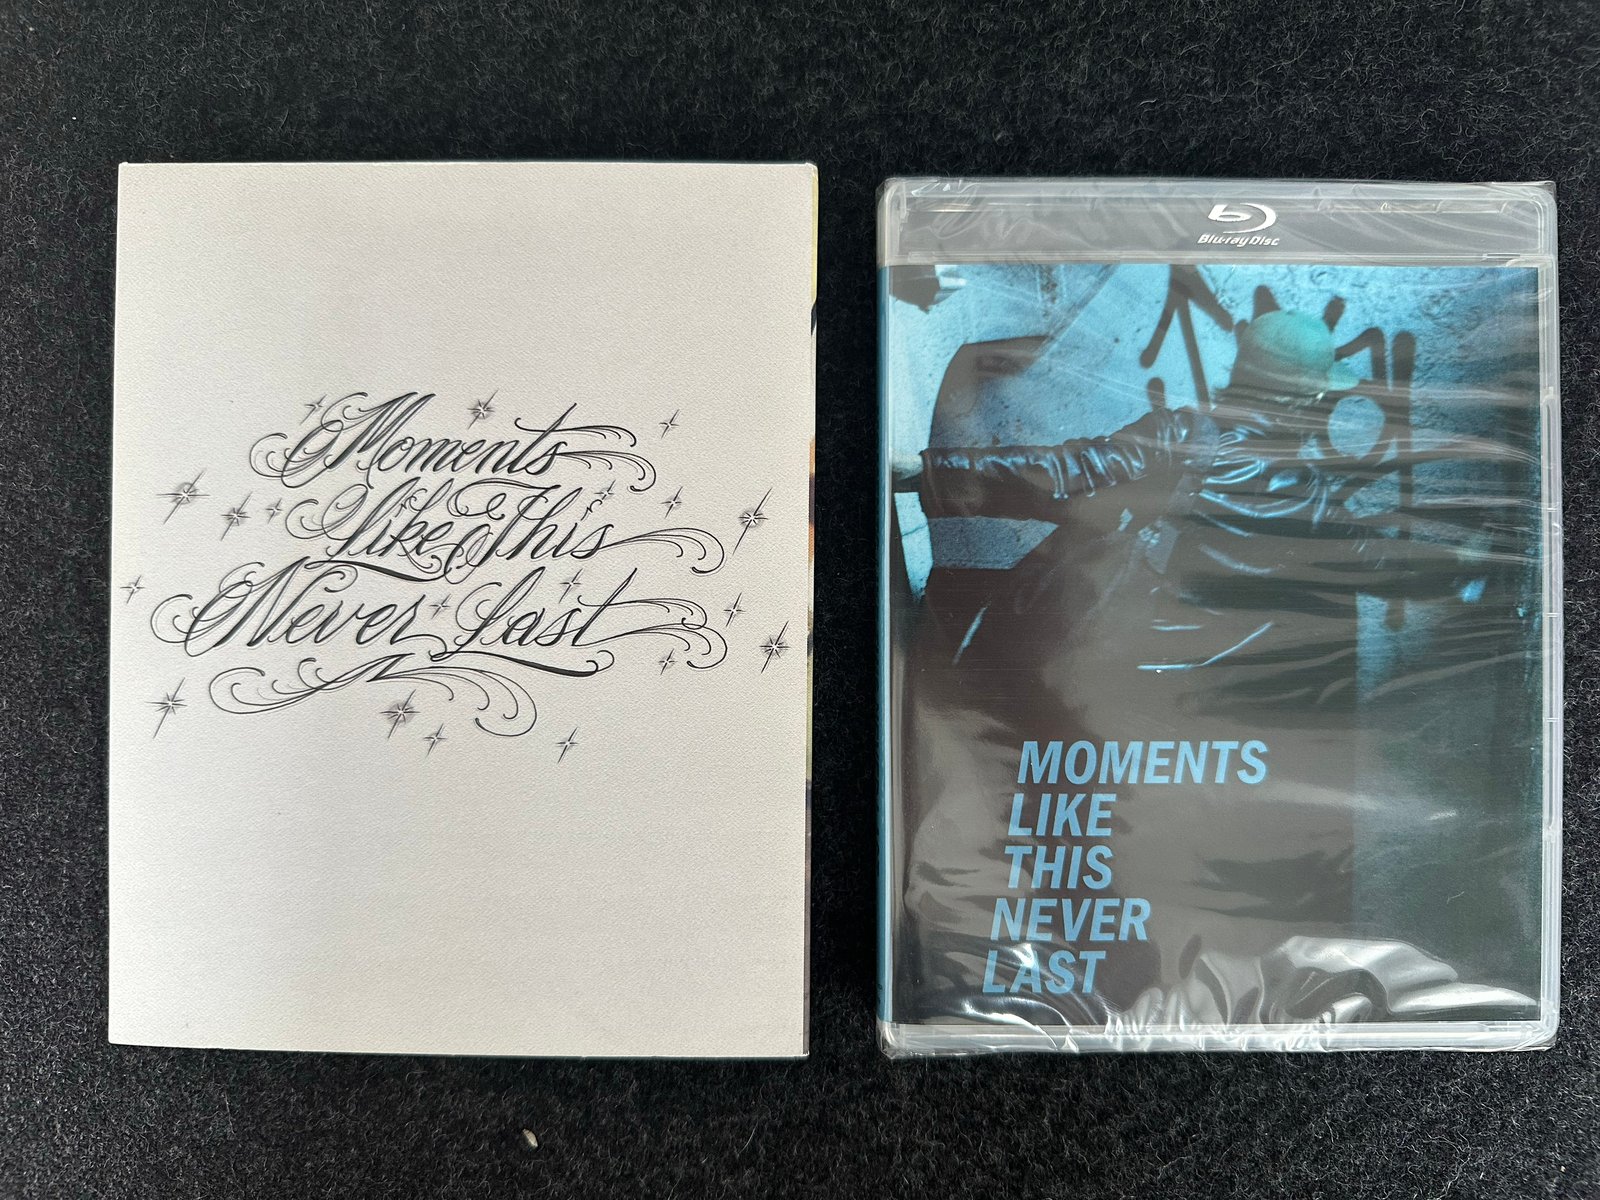 Moments
Like This
Never Last
Blu-ray Disc
MOMENTS
LIKE
THIS
NEVER
LAST